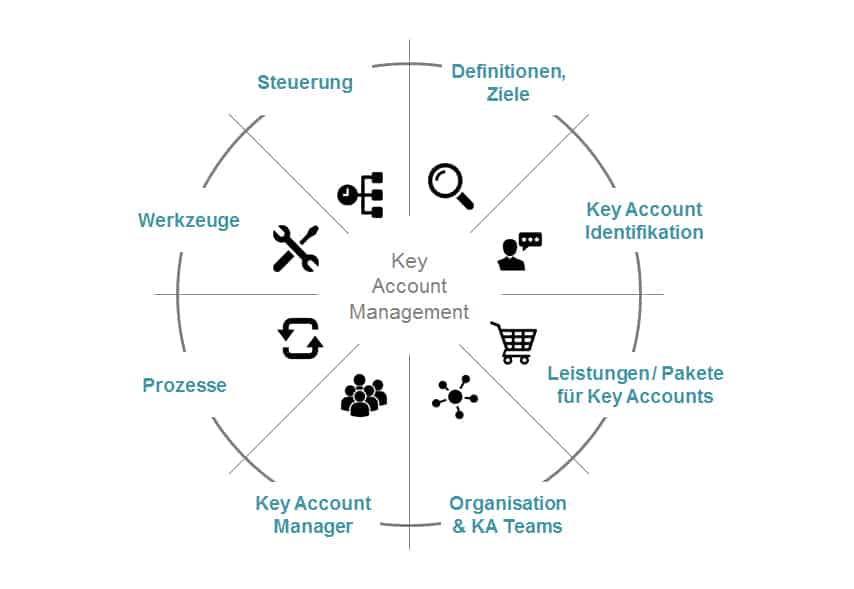 Steuerung
Definitionen,
Ziele
Werkzeuge
Key Account
Identifikation
Key
Account
Management
Prozesse
Leistungen / Pakete
für Key Accounts
Key Account
Manager
Organisation
& KA Teams